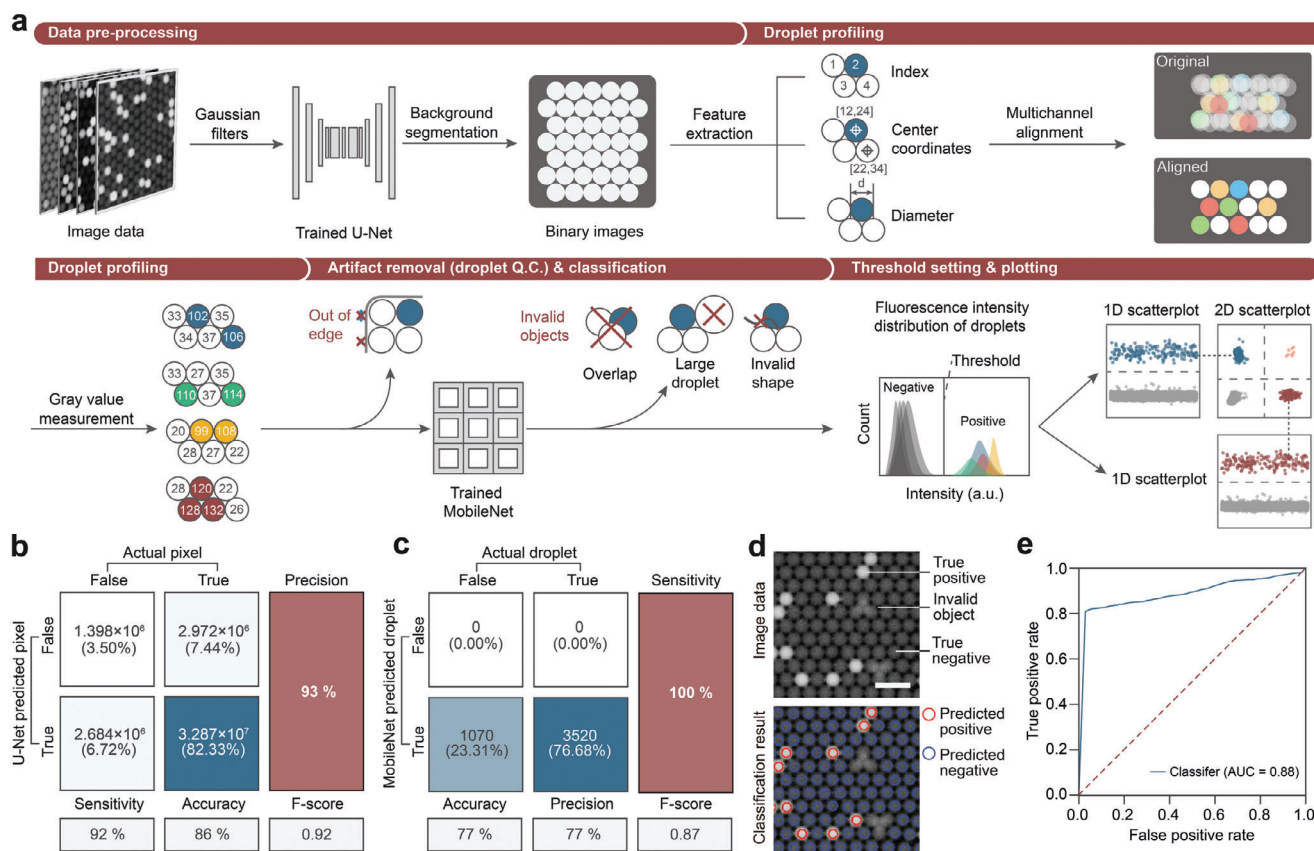 a
Data pre-processing
Droplet profiling
Image data
Gaussian
filters
Trained U-Net
Background
segmentation
Binary images
Feature
extraction
1 2
3 4
Index
[12,24]
Center
coordinates
[22,34]
d
Diameter
Multichannel
alignment
Original
Aligned
Droplet profiling
Artifact removal (droplet Q.C.) & classification
Threshold setting & plotting
Gray value
measurement
33 102 35
34 37 106
33 27 35
110 37 114
20 99 108
28 27 22
28 120 22
128 132 26
Out of
edge
Trained
MobileNet
Invalid
objects
Overlap
Large
droplet
Invalid
shape
Fluorescence intensity
distribution of droplets
Threshold
Negative
Positive
Count
Intensity (a.u.)
1D scatterplot
2D scatterplot
1D scatterplot
b
Actual pixel
False
True
Precision
U-Net predicted pixel
False
True
1.398×10⁶
(3.50%)
2.972×10⁶
(7.44%)
2.684×10⁶
(6.72%)
3.287×10⁷
(82.33%)
93 %
Sensitivity
Accuracy
F-score
92 %
86 %
0.92
c
Actual droplet
False
True
Sensitivity
MobileNet predicted droplet
False
True
0
(0.00%)
0
(0.00%)
1070
(23.31%)
3520
(76.68%)
100 %
Accuracy
Precision
F-score
77 %
77 %
0.87
d
Image data
True
positive
Invalid
object
True
negative
Classification result
Predicted
positive
Predicted
negative
e
True positive rate
1.0
0.8
0.6
0.4
0.2
0.0
Classifer (AUC = 0.88)
0.0 0.2 0.4 0.6 0.8 1.0
False positive rate